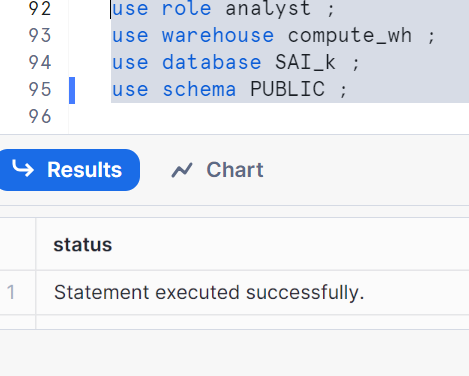 92 use role analyst ;
93 use warehouse compute_wh ;
94 use database SAI_k ;
95 use schema PUBLIC ;
96
Results Chart
status
1 Statement executed successfully.